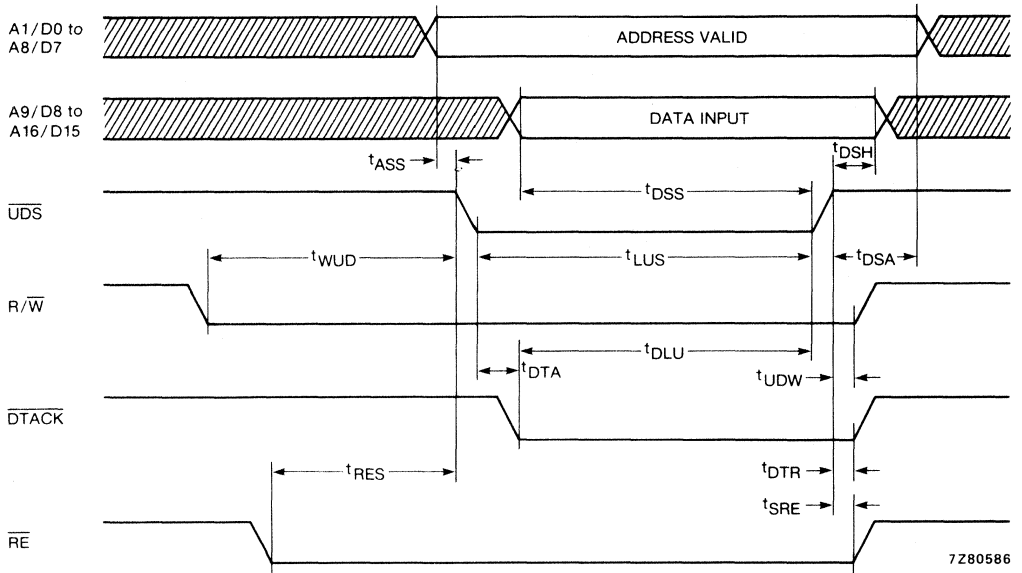 A1/D0 to
A8/D7
ADDRESS VALID
A9/D8 to
A16/D15
DATA INPUT
tASS
tDSH
tDSS
UDS
tWUD
tLUS
tDSA
R/W
tDLU
tDTA
tUDW
DTACK
tRES
tDTR
tSRE
RE
7Z80586